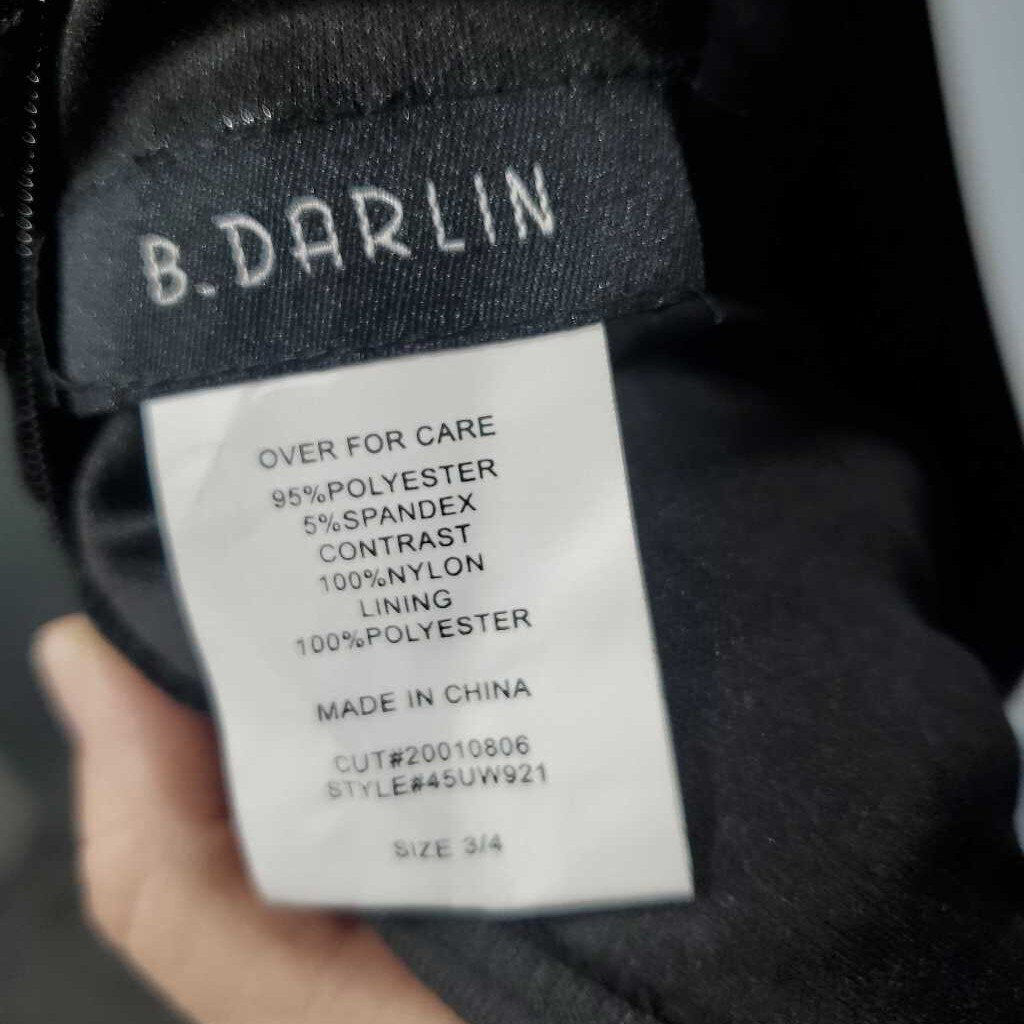 B.DARLIN
OVER FOR CARE
95%POLYESTER
5%SPANDEX
CONTRAST
100%NYLON
LINING
100%POLYESTER
MADE IN CHINA
CUT#20010806
STYLE#45UW921
SIZE 3/4